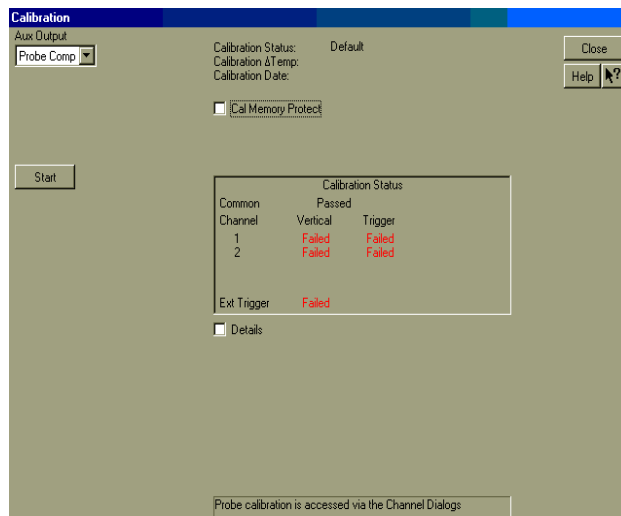 Calibration
Aux Output
Probe Comp
Calibration Status: Default
Calibration ΔTemp:
Calibration Date:
Close
Help
Cal Memory Protect
Start
Calibration Status
Common Passed
Channel Vertical Trigger
1 Failed Failed
2 Failed Failed
Ext Trigger Failed
Details
Probe calibration is accessed via the Channel Dialogs